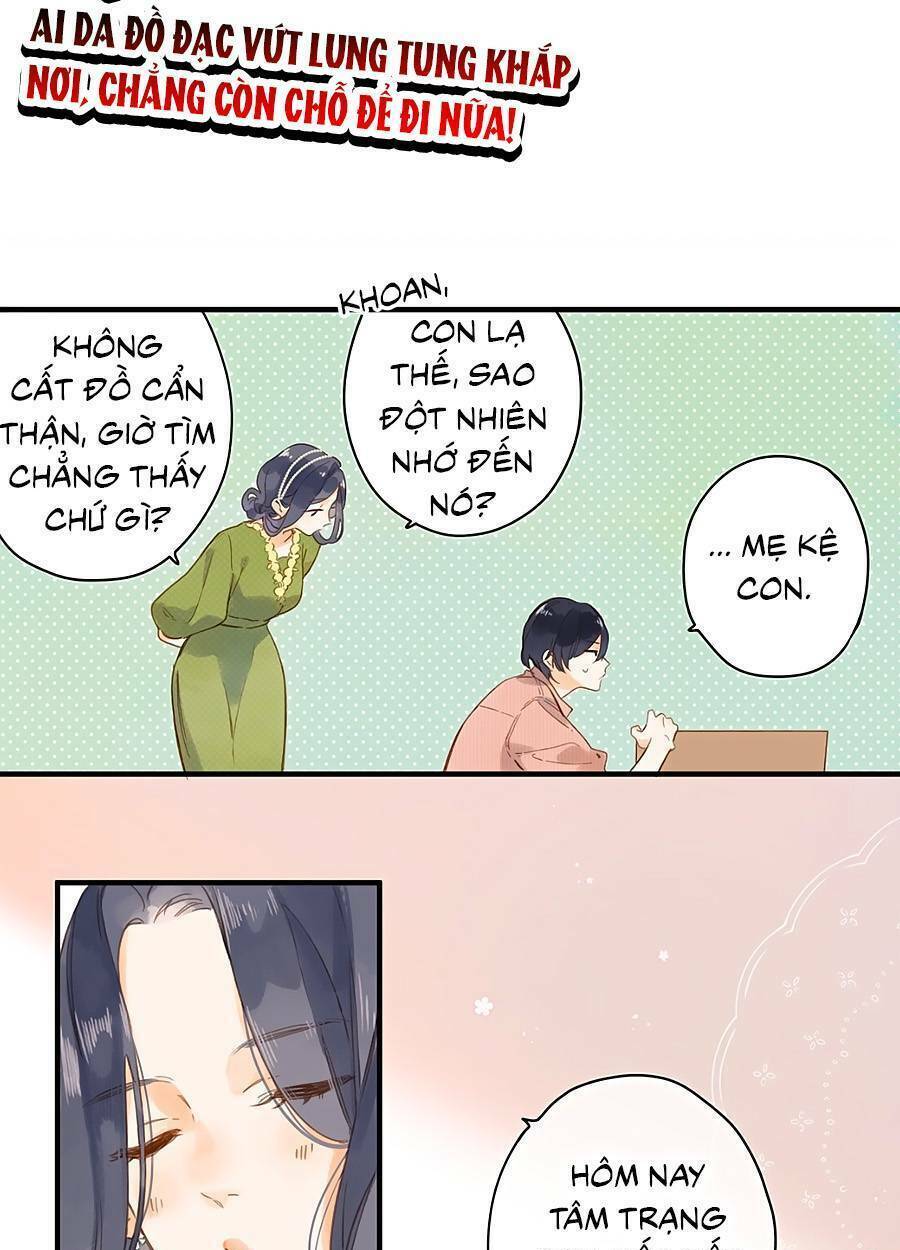 AI DA ĐỒ ĐẠC VỨT LUNG TUNG KHẮP
NƠI, CHẲNG CÒN CHỖ ĐỂ ĐI NỮA!
KHÔNG
CẤT ĐỒ CẨN
THẬN, GIỜ TÌM
CHẲNG THẤY
CHỨ GÌ?
KHOAN,
CON LẠ
THẾ, SAO
ĐỘT NHIÊN
NHỚ ĐẾN
NÓ?
... MẸ KỆ
CON.
HÔM NAY
TÂM TRẠNG